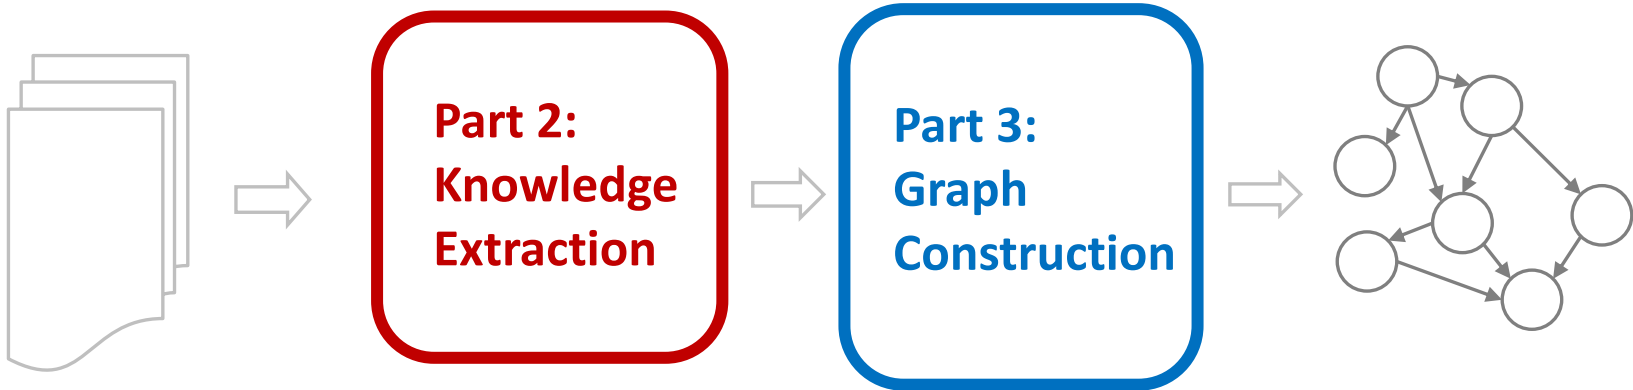 Part 2:
Knowledge
Extraction
Part 3:
Graph
Construction